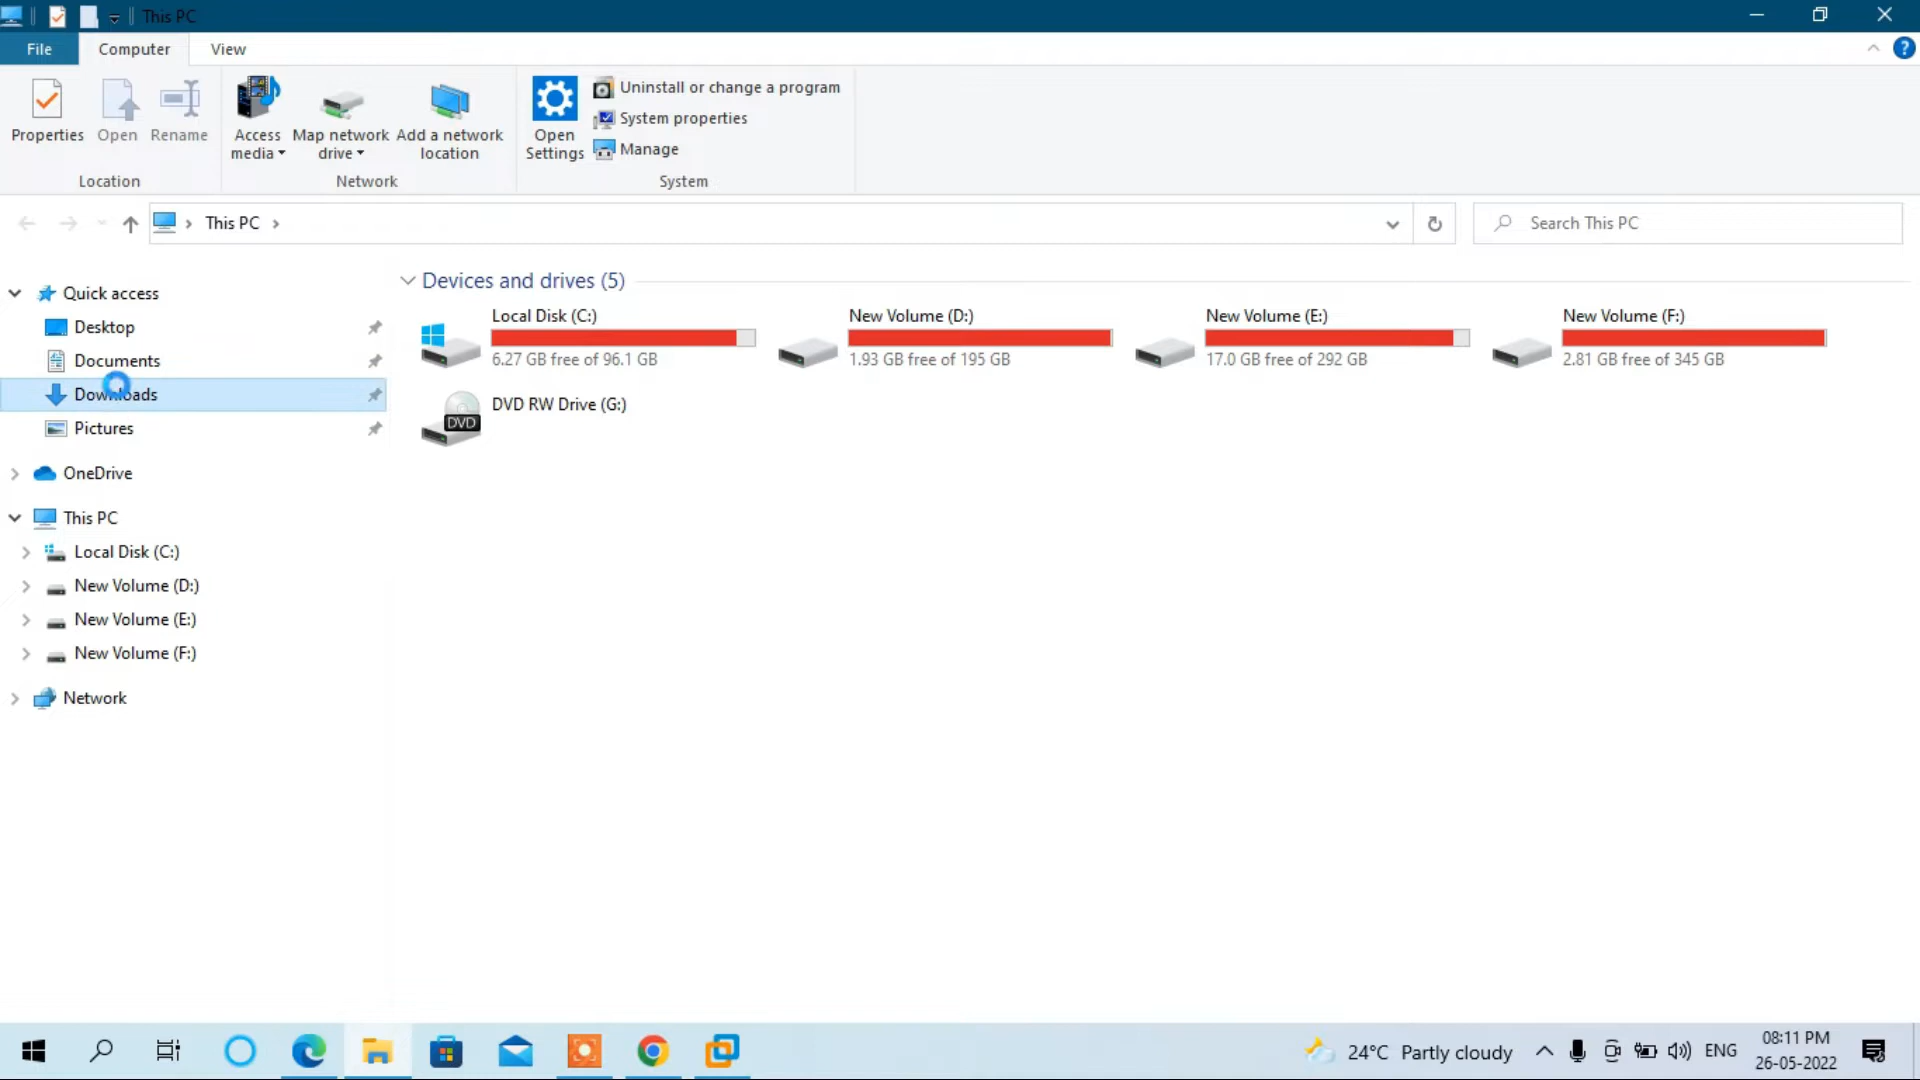 This PC
File Computer View
Properties Open Rename
Access media
Map network drive
Add a network location
Open Settings
Uninstall or change a program
System properties
Manage
Location Network System
This PC
Search This PC
Quick access
Desktop
Documents
Downloads
Pictures
OneDrive
This PC
Local Disk (C:)
New Volume (D:)
New Volume (E:)
New Volume (F:)
Network
Devices and drives (5)
Local Disk (C:)
6.27 GB free of 96.1 GB
New Volume (D:)
1.93 GB free of 195 GB
New Volume (E:)
17.0 GB free of 292 GB
New Volume (F:)
2.81 GB free of 345 GB
DVD
DVD RW Drive (G:)
24°C Partly cloudy
ENG
08:11 PM
26-05-2022